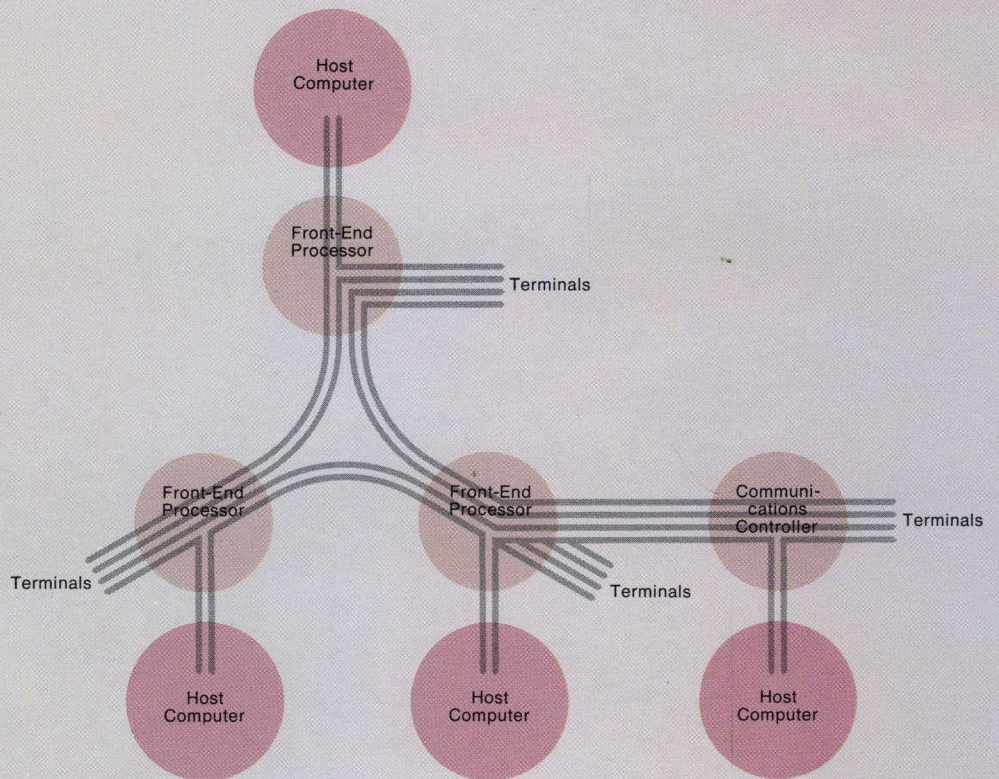 Host
Computer
Front-End
Processor
Terminals
Front-End
Processor
Front-End
Processor
Communi-
cations
Controller
Terminals
Terminals
Terminals
Host
Computer
Host
Computer
Host
Computer